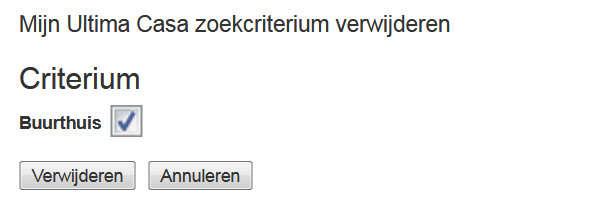 Mijn Ultima Casa zoekcriterium verwijderen
Criterium
Buurthuis
Verwijderen Annuleren